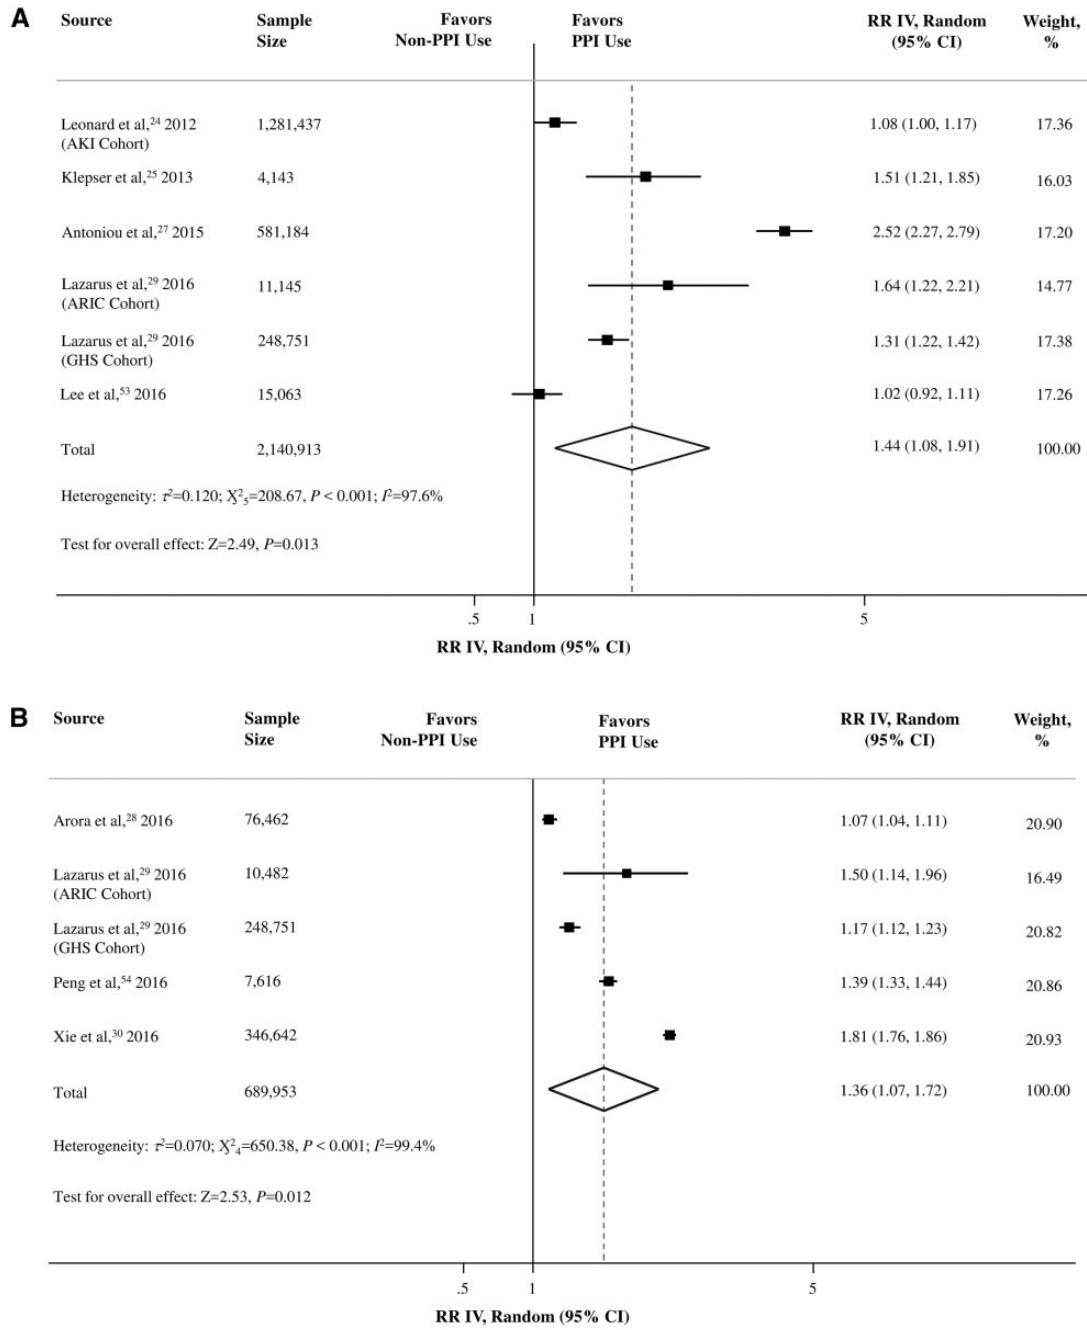 A
Source Sample Size Favors Non-PPI Use Favors PPI Use RR IV, Random (95% CI) Weight, %
Leonard et al,24 2012 (AKI Cohort) 1,281,437 1.08 (1.00, 1.17) 17.36
Klepser et al,25 2013 4,143 1.51 (1.21, 1.85) 16.03
Antoniou et al,27 2015 581,184 2.52 (2.27, 2.79) 17.20
Lazarus et al,29 2016 (ARIC Cohort) 11,145 1.64 (1.22, 2.21) 14.77
Lazarus et al,29 2016 (GHS Cohort) 248,751 1.31 (1.22, 1.42) 17.38
Lee et al,53 2016 15,063 1.02 (0.92, 1.11) 17.26
Total 2,140,913 1.44 (1.08, 1.91) 100.00
Heterogeneity: τ²=0.120; Ҳ²₅=208.67, P < 0.001; I²=97.6%
Test for overall effect: Z=2.49, P=0.013
.5 1 5
RR IV, Random (95% CI)
B
Source Sample Size Favors Non-PPI Use Favors PPI Use RR IV, Random (95% CI) Weight, %
Arora et al,28 2016 76,462 1.07 (1.04, 1.11) 20.90
Lazarus et al,29 2016 (ARIC Cohort) 10,482 1.50 (1.14, 1.96) 16.49
Lazarus et al,29 2016 (GHS Cohort) 248,751 1.17 (1.12, 1.23) 20.82
Peng et al,54 2016 7,616 1.39 (1.33, 1.44) 20.86
Xie et al,30 2016 346,642 1.81 (1.76, 1.86) 20.93
Total 689,953 1.36 (1.07, 1.72) 100.00
Heterogeneity: τ²=0.070; Ҳ²₄=650.38, P < 0.001; I²=99.4%
Test for overall effect: Z=2.53, P=0.012
.5 1 5
RR IV, Random (95% CI)